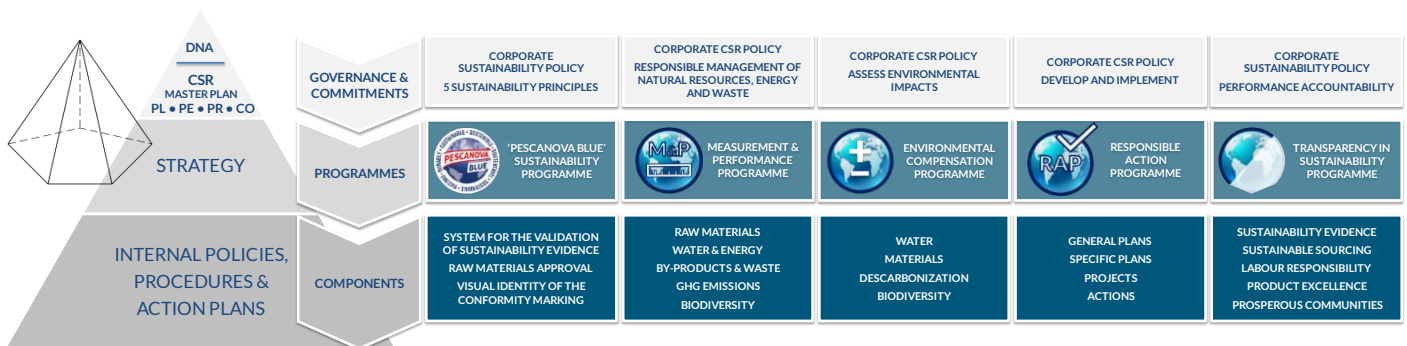 DNA
CSR
MASTER PLAN
PL • PE • PR • CO
STRATEGY
INTERNAL POLICIES,
PROCEDURES &
ACTION PLANS
GOVERNANCE &
COMMITMENTS
CORPORATE
SUSTAINABILITY POLICY
5 SUSTAINABILITY PRINCIPLES
CORPORATE CSR POLICY
RESPONSIBLE MANAGEMENT OF
NATURAL RESOURCES, ENERGY
AND WASTE
CORPORATE CSR POLICY
ASSESS ENVIRONMENTAL
IMPACTS
CORPORATE CSR POLICY
DEVELOP AND IMPLEMENT
CORPORATE
SUSTAINABILITY POLICY
PERFORMANCE ACCOUNTABILITY
PROGRAMMES
PESCANOVA
BLUE
'PESCANOVA BLUE'
SUSTAINABILITY
PROGRAMME
M&P
MEASUREMENT &
PERFORMANCE
PROGRAMME
ENVIRONMENTAL
COMPENSATION
PROGRAMME
RAP
RESPONSIBLE
ACTION
PROGRAMME
TRANSPARENCY IN
SUSTAINABILITY
PROGRAMME
COMPONENTS
SYSTEM FOR THE VALIDATION
OF SUSTAINABILITY EVIDENCE
RAW MATERIALS APPROVAL
VISUAL IDENTITY OF THE
CONFORMITY MARKING
RAW MATERIALS
WATER & ENERGY
BY-PRODUCTS & WASTE
GHG EMISSIONS
BIODIVERSITY
WATER
MATERIALS
DESCARBONIZATION
BIODIVERSITY
GENERAL PLANS
SPECIFIC PLANS
PROJECTS
ACTIONS
SUSTAINABILITY EVIDENCE
SUSTAINABLE SOURCING
LABOUR RESPONSIBILITY
PRODUCT EXCELLENCE
PROSPEROUS COMMUNITIES